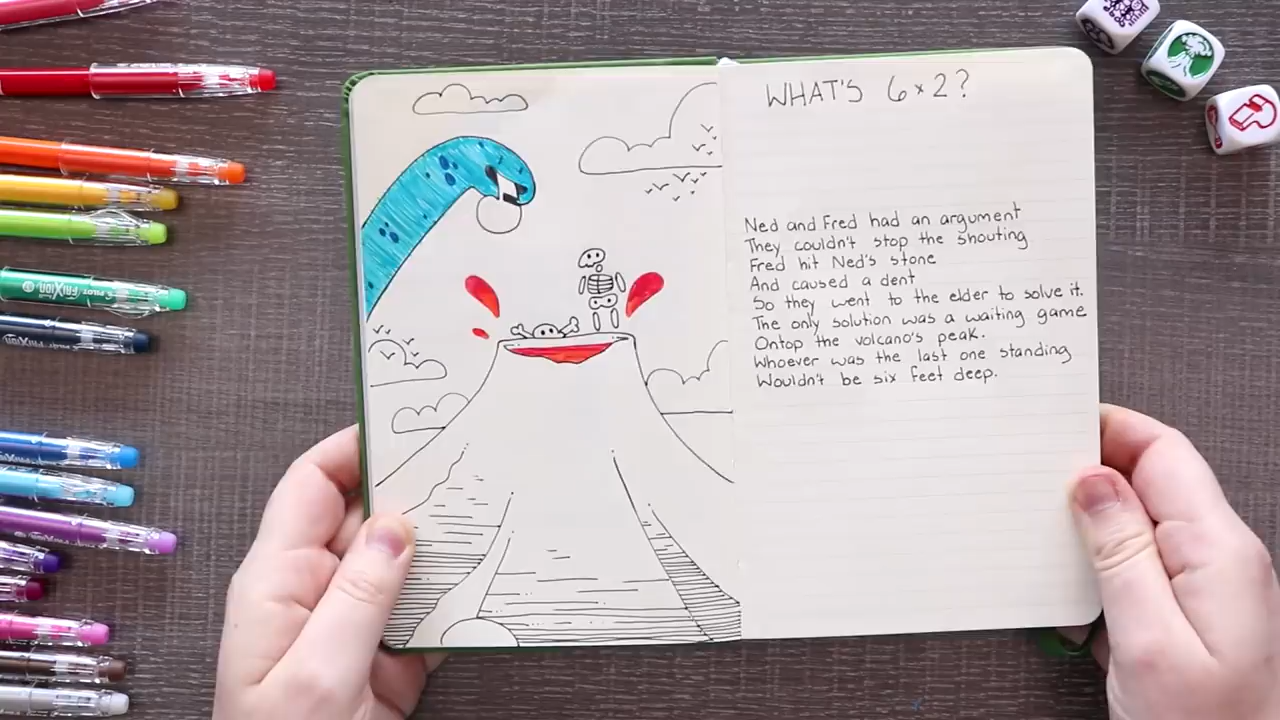 WHAT'S 6×2?
Ned and Fred had an argument
They couldn't stop the shouting
Fred hit Ned's stone
And caused a dent
So they went to the elder to solve it.
The only solution was a waiting game
Ontop the volcano's peak.
Whoever was the last one standing
Wouldn't be six feet deep.
PILOT FRIXION